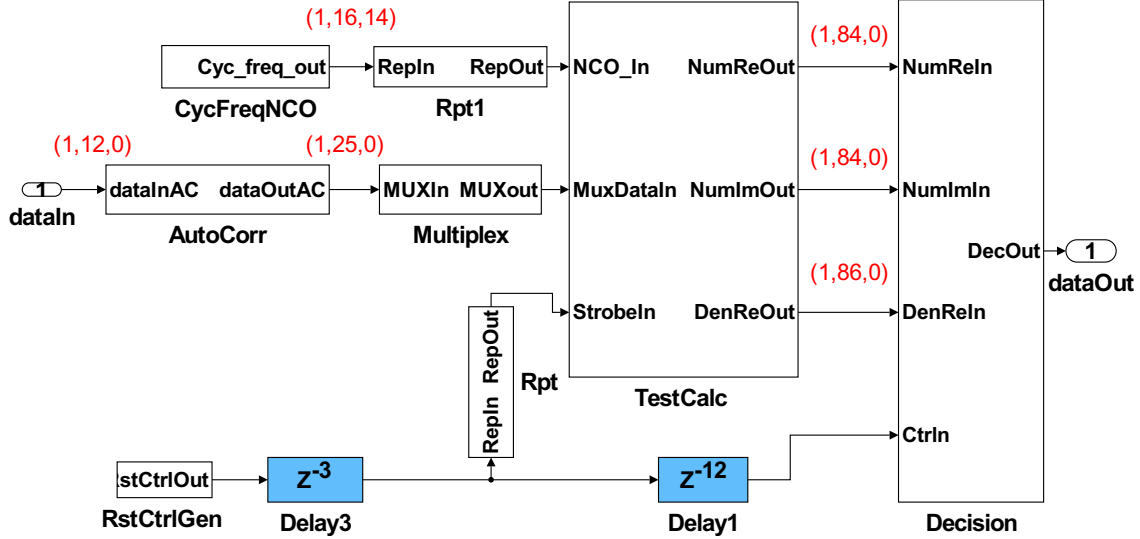 (1,16,14)
(1,84,0)
Cyc_freq_out
RepIn RepOut
NCO_In NumReOut
NumReIn
CycFreqNCO
Rpt1
(1,12,0)
(1,25,0)
(1,84,0)
1
dataInAC dataOutAC
MUXIn MUXout
MuxDataIn NumImOut
NumImIn
dataIn
AutoCorr
Multiplex
DecOut
1
dataOut
(1,86,0)
StrobeIn DenReOut
DenReIn
RepIn RepOut
Rpt
TestCalc
CtrIn
stCtrlOut
Z-3
Z-12
RstCtrlGen
Delay3
Delay1
Decision